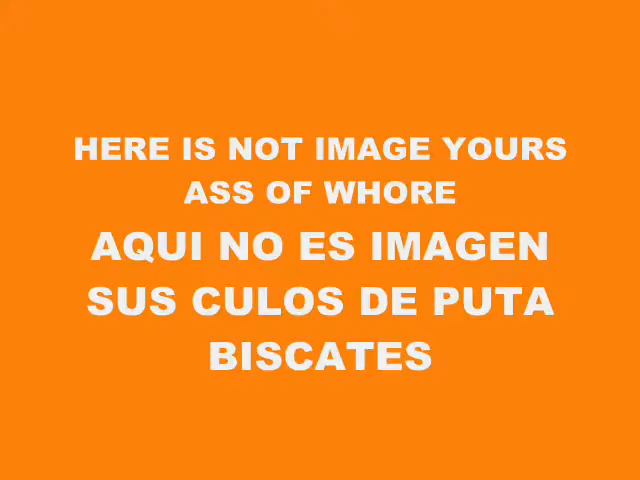 HERE IS NOT IMAGE YOURS
ASS OF WHORE
AQUI NO ES IMAGEN
SUS CULOS DE PUTA
BISCATES